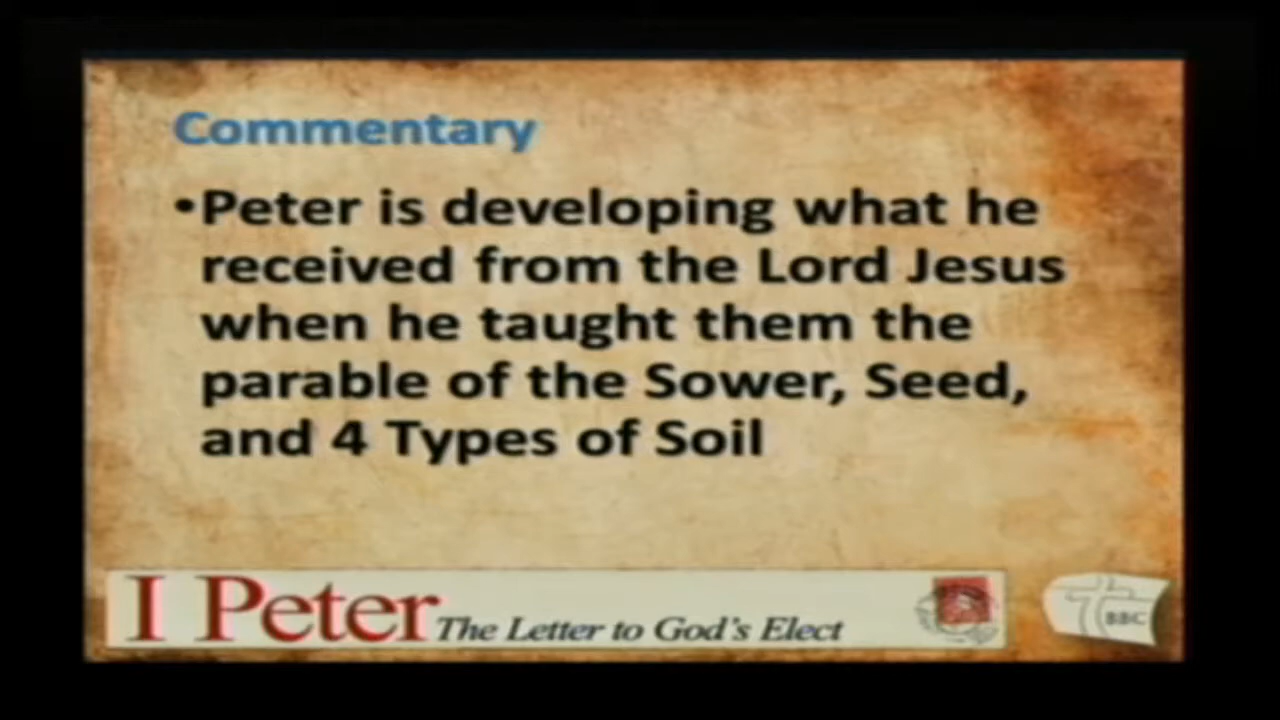 Commentary
•Peter is developing what he
received from the Lord Jesus
when he taught them the
parable of the Sower, Seed,
and 4 Types of Soil
I Peter The Letter to God's Elect
BBC